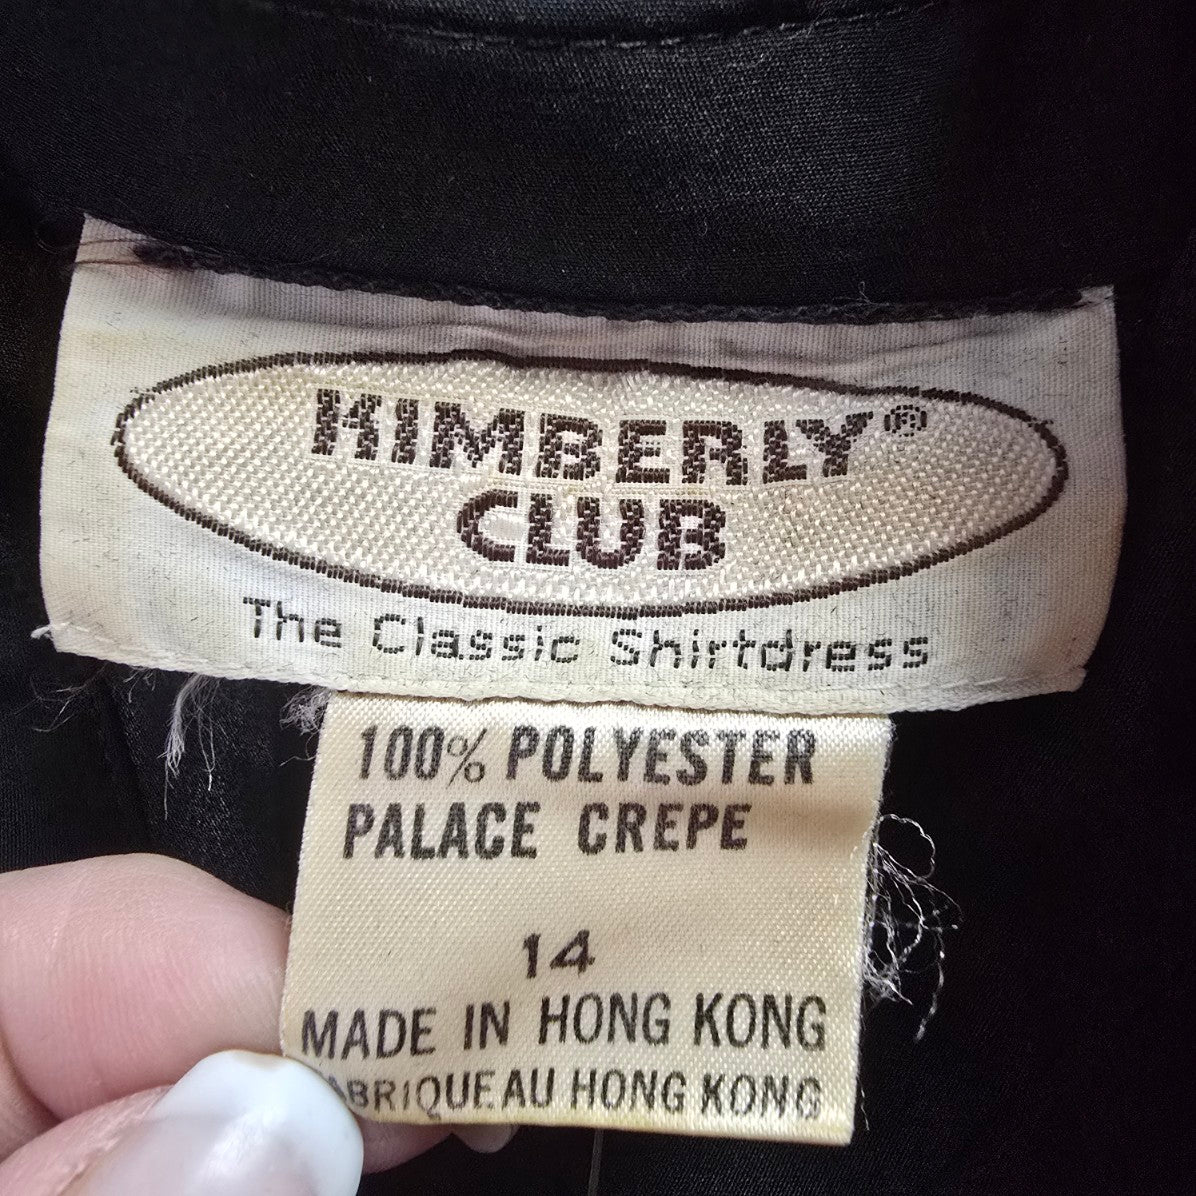 KIMBERLY®
CLUB
The Classic Shirtdress
100% POLYESTER
PALACE CREPE
14
MADE IN HONG KONG
FABRIQUE AU HONG KONG